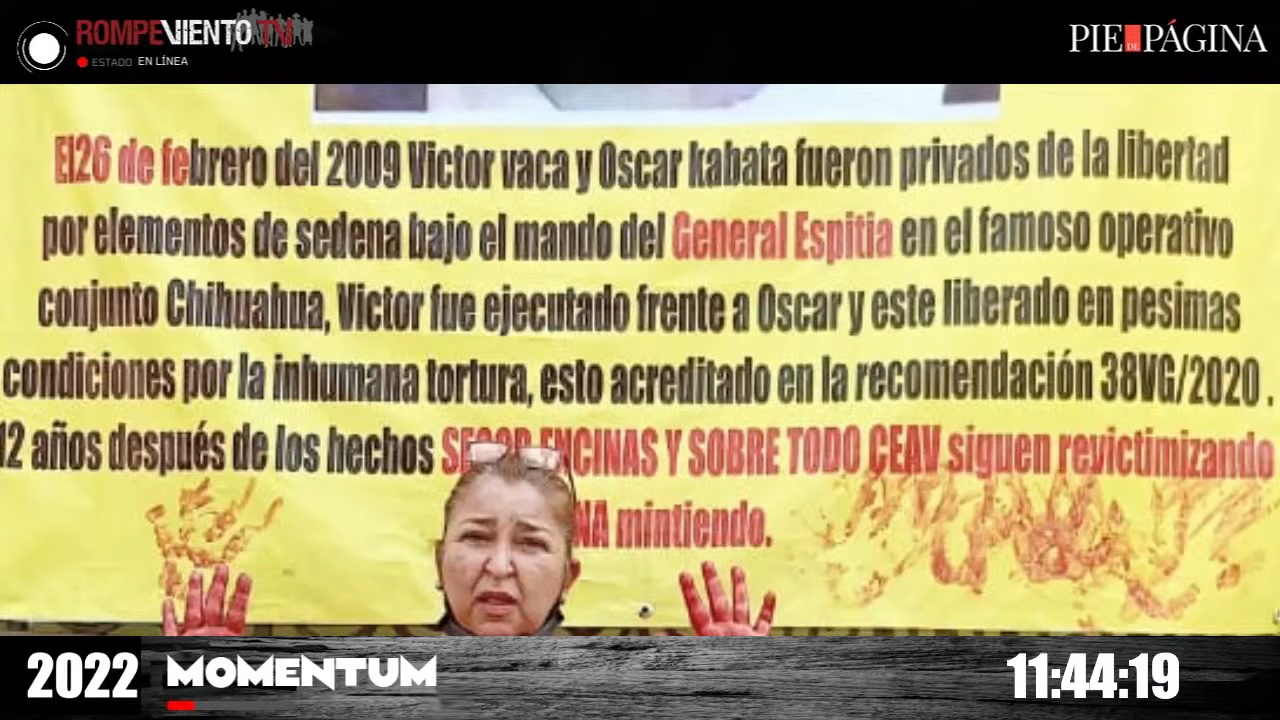 ROMPEVIENTO TV
ESTADO EN LÍNEA
PIE DE PÁGINA
El26 de febrero del 2009 Victor vaca y Oscar kabata fueron privados de la libertad
por elementos de sedena bajo el mando del General Espitia en el famoso operativo
conjunto Chihuahua, Victor fue ejecutado frente a Oscar y este liberado en pesimas
condiciones por la inhumana tortura, esto acreditado en la recomendación 38VG/2020 .
12 años después de los hechos ENCINAS Y SOBRE TODO CEAV siguen revictimizando
mintiendo.
2022 MOMENTUM 11:44:19